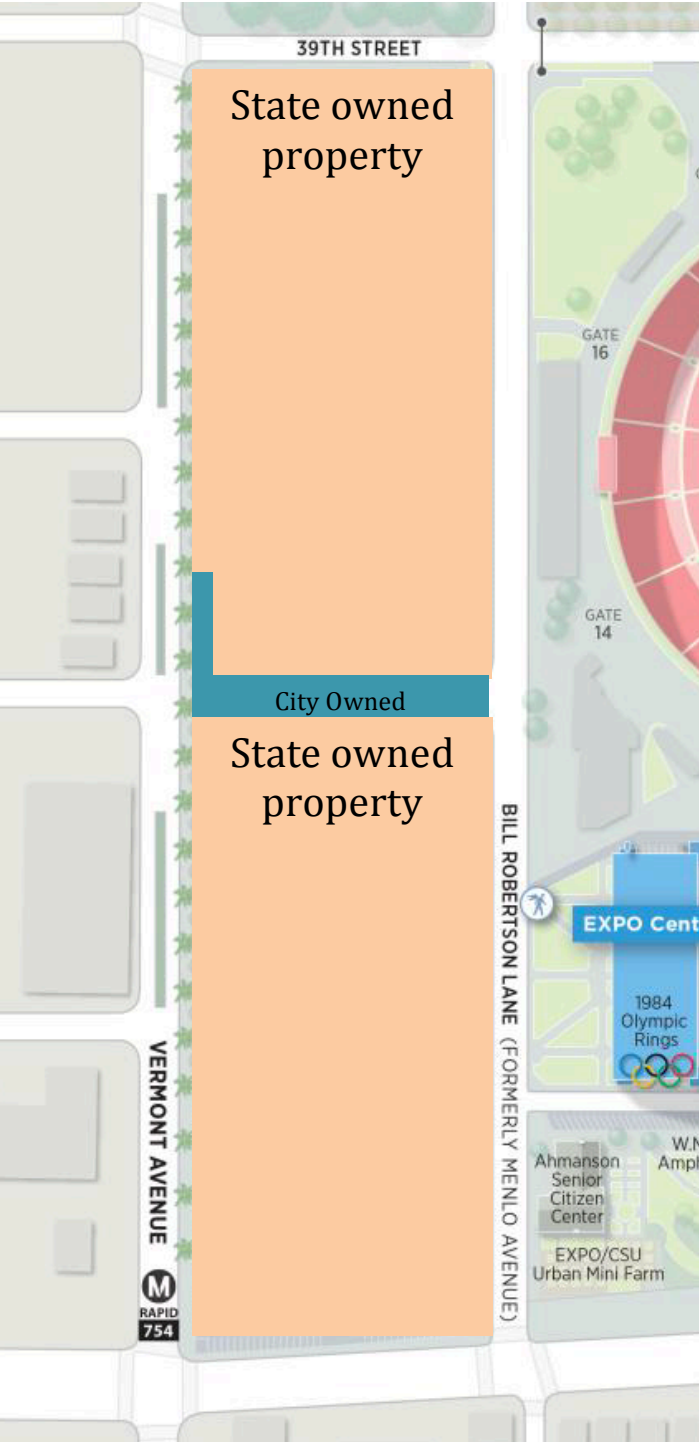 39TH STREET
State owned
property
GATE
16
GATE
14
City Owned
State owned
property
BILL ROBERTSON LANE (FORMERLY MENLO AVENUE)
EXPO
1984
Olympic
Rings
VERMONT AVENUE
Ahmanson
Senior
Citizen
Center
EXPO/CSU
Urban Mini Farm
M
RAPID
754